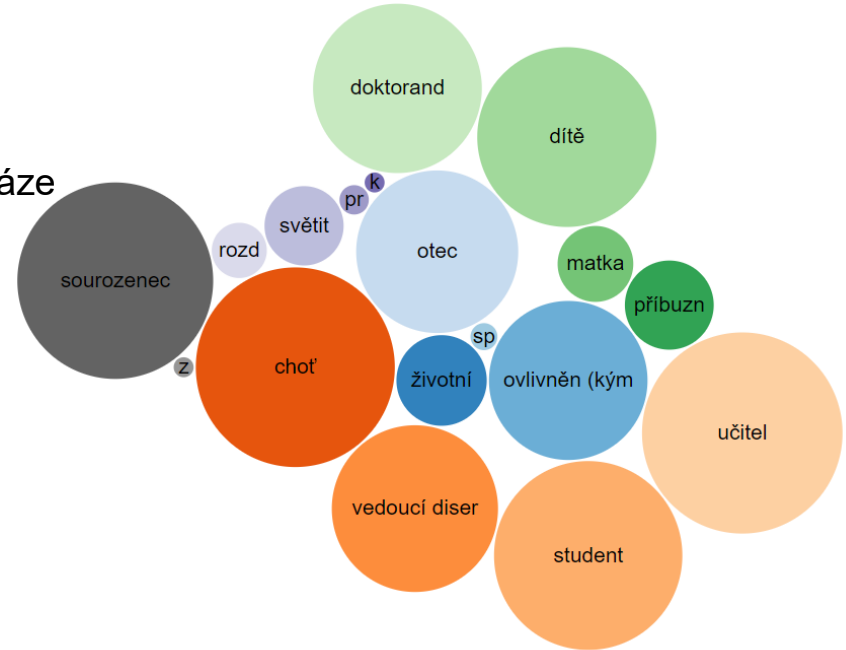 doktorand
dítě
áze
k
pr
světit
rozd
otec
matka
sourozenec
příbuzn
sp
z
choť
životní
ovlivněn (kým
učitel
vedoucí diser
student